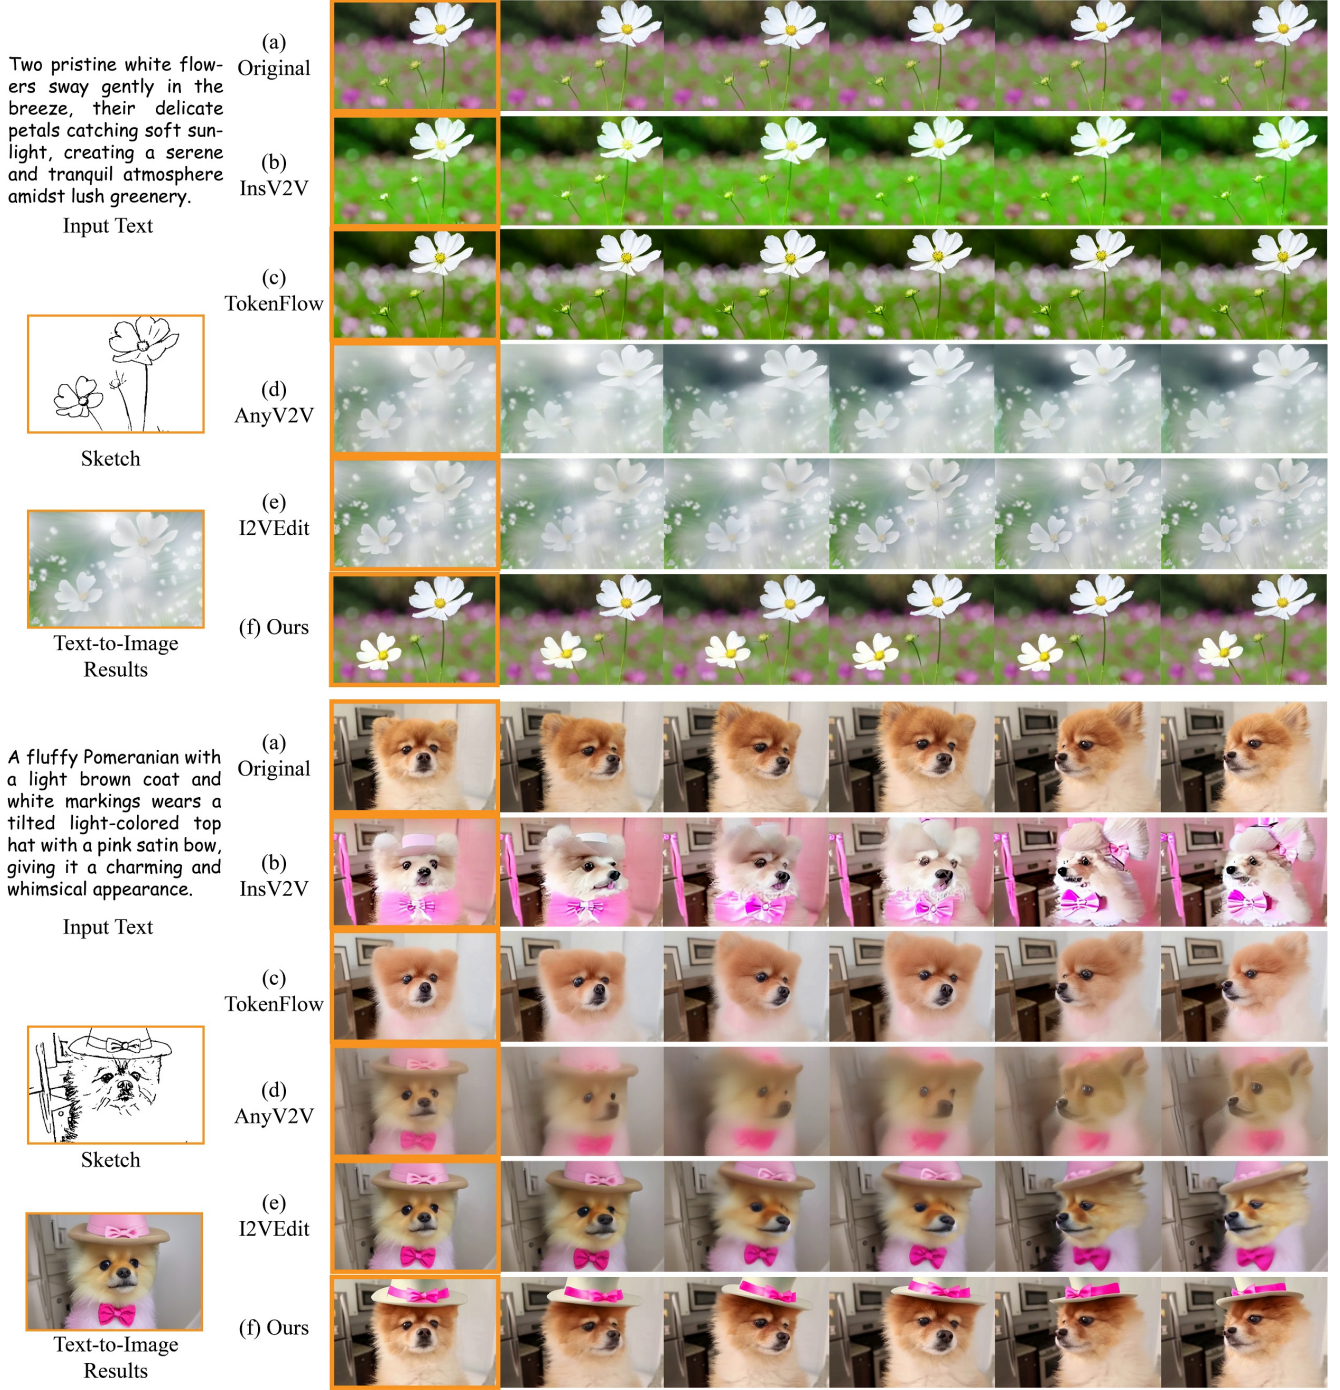 Two pristine white flow-
ers sway gently in the
breeze, their delicate
petals catching soft sun-
light, creating a serene
and tranquil atmosphere
amidst lush greenery.
Input Text
Sketch
Text-to-Image
Results
(a)
Original
(b)
InsV2V
(c)
TokenFlow
(d)
AnyV2V
(e)
I2VEdit
(f) Ours
A fluffy Pomeranian with
a light brown coat and
white markings wears a
tilted light-colored top
hat with a pink satin bow,
giving it a charming and
whimsical appearance.
Input Text
Sketch
Text-to-Image
Results
(a)
Original
(b)
InsV2V
(c)
TokenFlow
(d)
AnyV2V
(e)
I2VEdit
(f) Ours